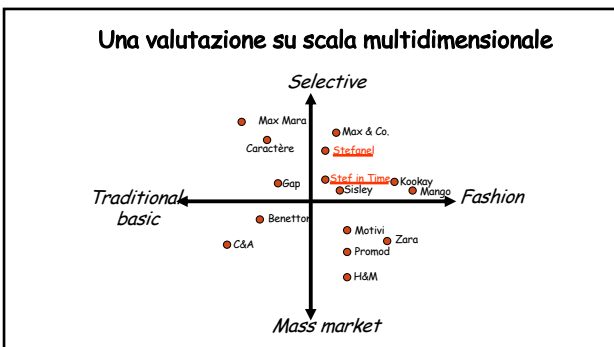 Una valutazione su scala multidimensionale
Selective
Max Mara
Max & Co.
Caractère
Stefanel
Gap
Stef in Time
Kookay
Sisley
Mango
Traditional
basic
Fashion
Benetton
Motivi
Zara
C&A
Promod
H&M
Mass market